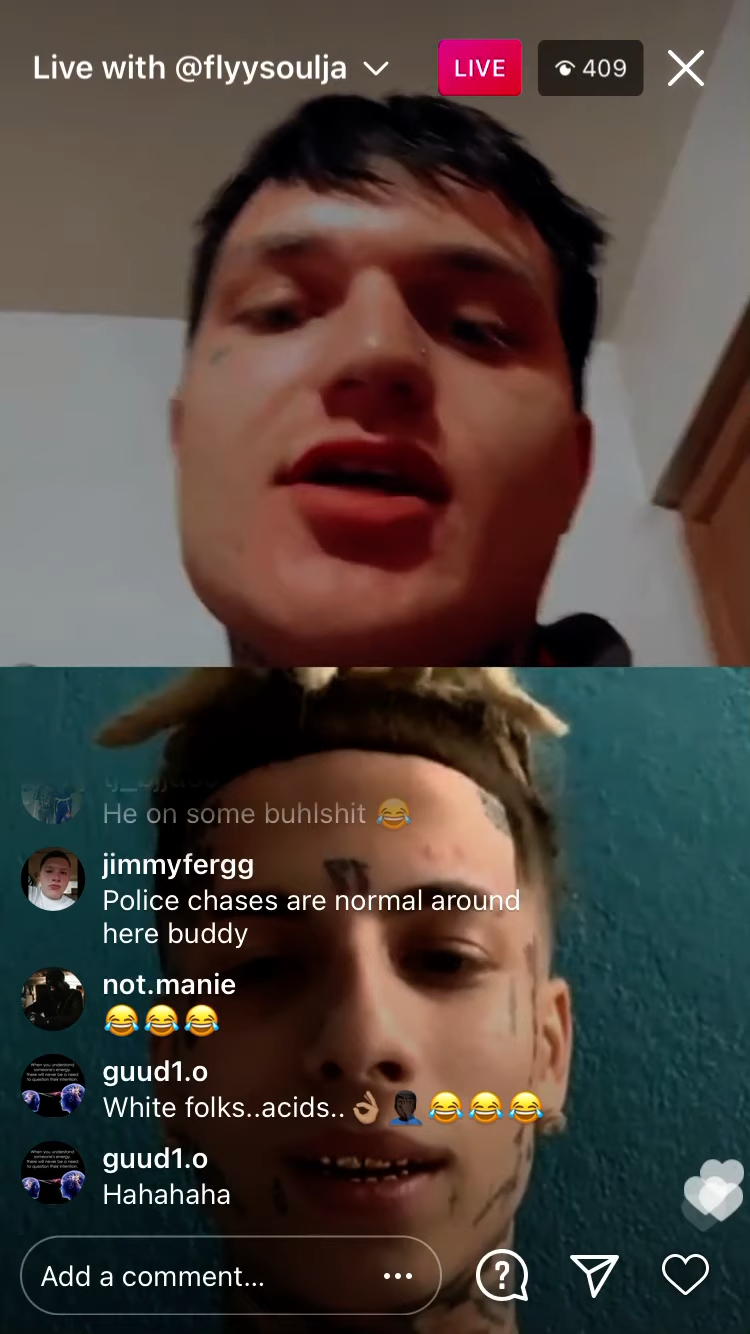 Live with @flyysoulja
LIVE
409
He on some buhlshit 😂
jimmyfergg
Police chases are normal around
here buddy
not.manie
😂😂😂
guud1.o
White folks..acids..👌🏼🤦🏿‍♂️😂😂😂
guud1.o
Hahahaha
Add a comment...